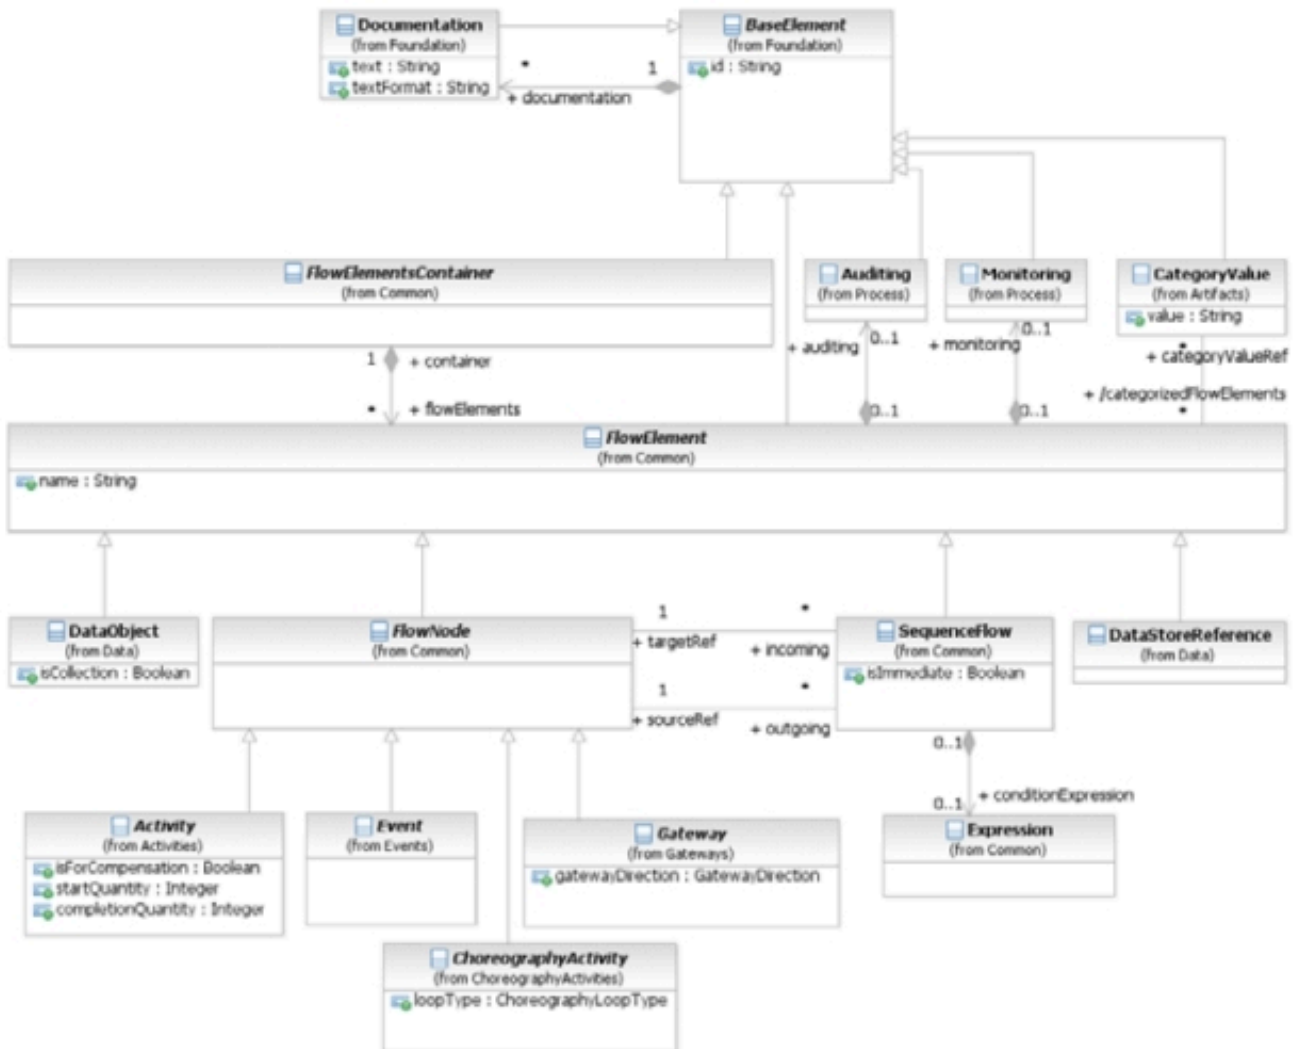 Documentation
(from Foundation)
text : String
textFormat : String
BaseElement
(from Foundation)
id : String
*
1
+ documentation
FlowElementsContainer
(from Common)
Auditing
(from Process)
Monitoring
(from Process)
CategoryValue
(from Artifacts)
value : String
1
+ container
+ auditing
0..1
+ monitoring
0..1
*
+ categoryValueRef
*
+ flowElements
0..1
0..1
+ /categorizedFlowElements
*
FlowElement
(from Common)
name : String
DataObject
(from Data)
isCollection : Boolean
FlowNode
(from Common)
1
*
+ targetRef
+ incoming
1
*
+ sourceRef
+ outgoing
SequenceFlow
(from Common)
isImmediate : Boolean
DataStoreReference
(from Data)
0..1
0..1
+ conditionExpression
Activity
(from Activities)
isForCompensation : Boolean
startQuantity : Integer
completionQuantity : Integer
Event
(from Events)
Gateway
(from Gateways)
gatewayDirection : GatewayDirection
Expression
(from Common)
ChoreographyActivity
(from ChoreographyActivities)
loopType : ChoreographyLoopType